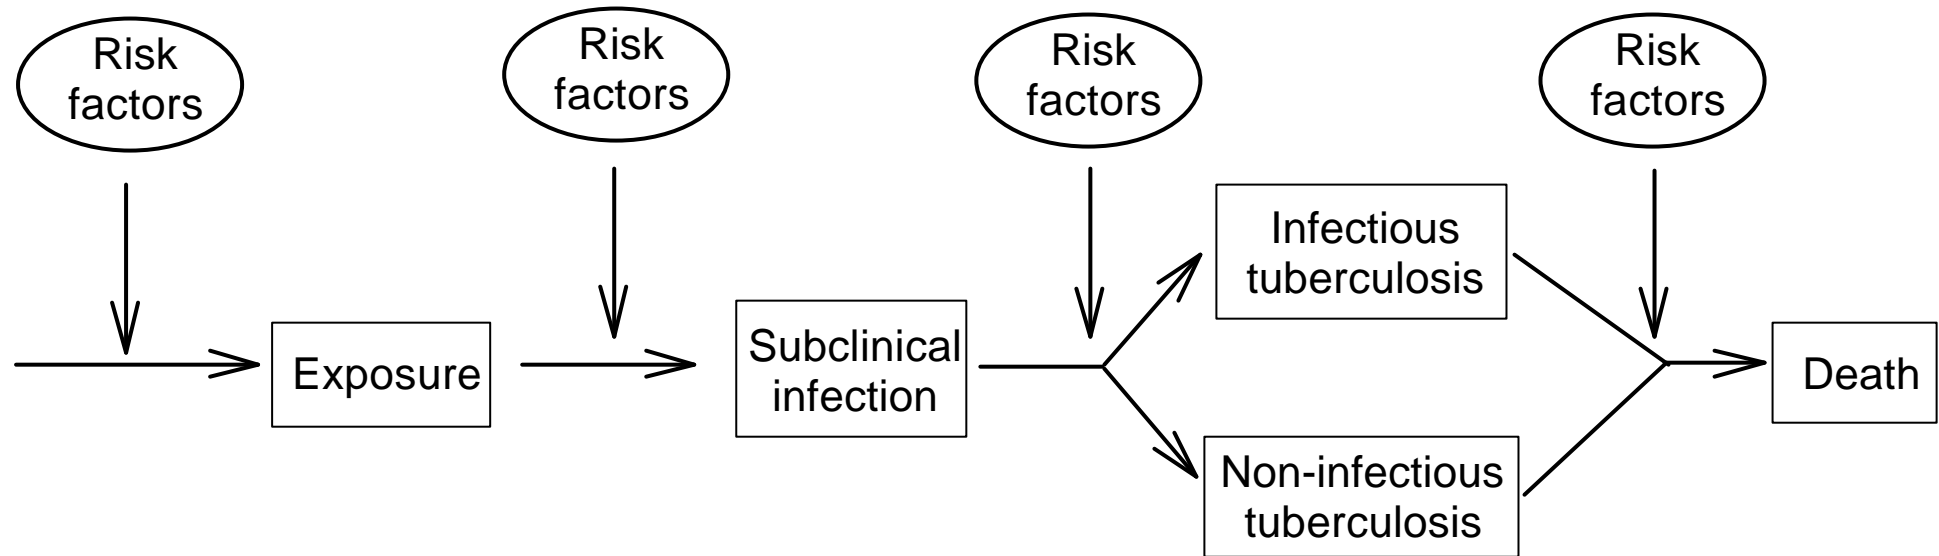 Risk
factors
Risk
factors
Risk
factors
Risk
factors
Exposure
Subclinical
infection
Infectious
tuberculosis
Non-infectious
tuberculosis
Death